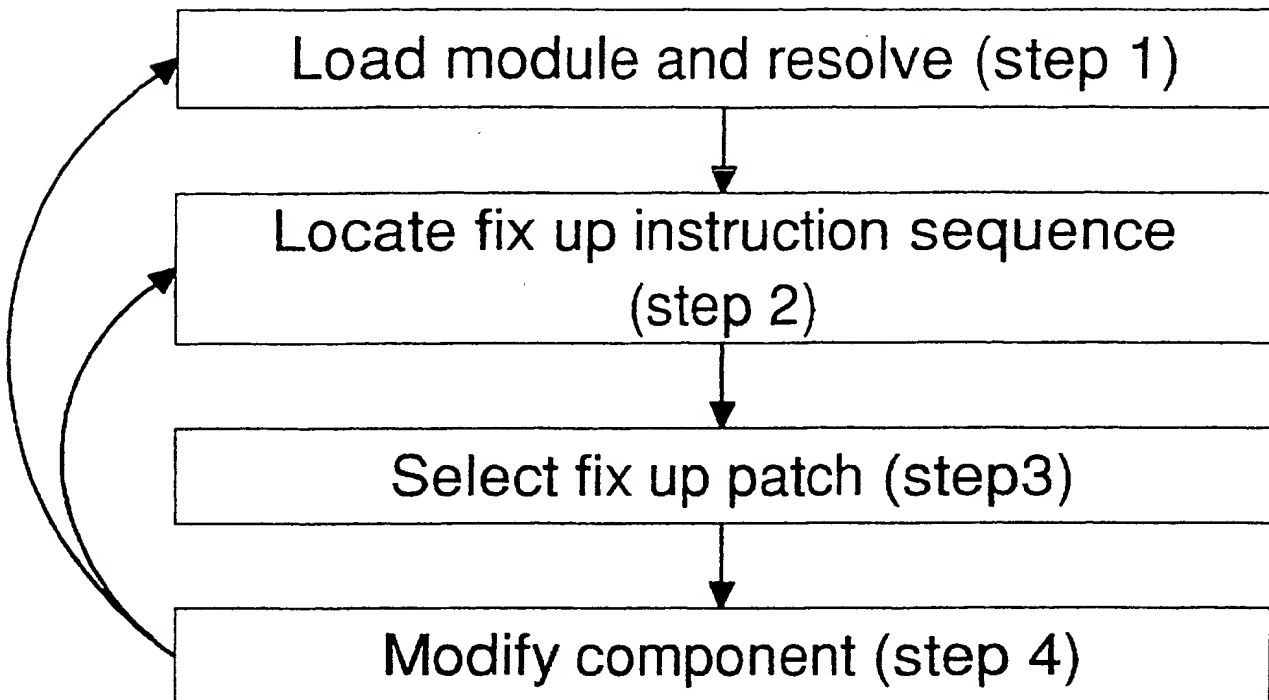 Load module and resolve (step 1)
Locate fix up instruction sequence
(step 2)
Select fix up patch (step3)
Modify component (step 4)